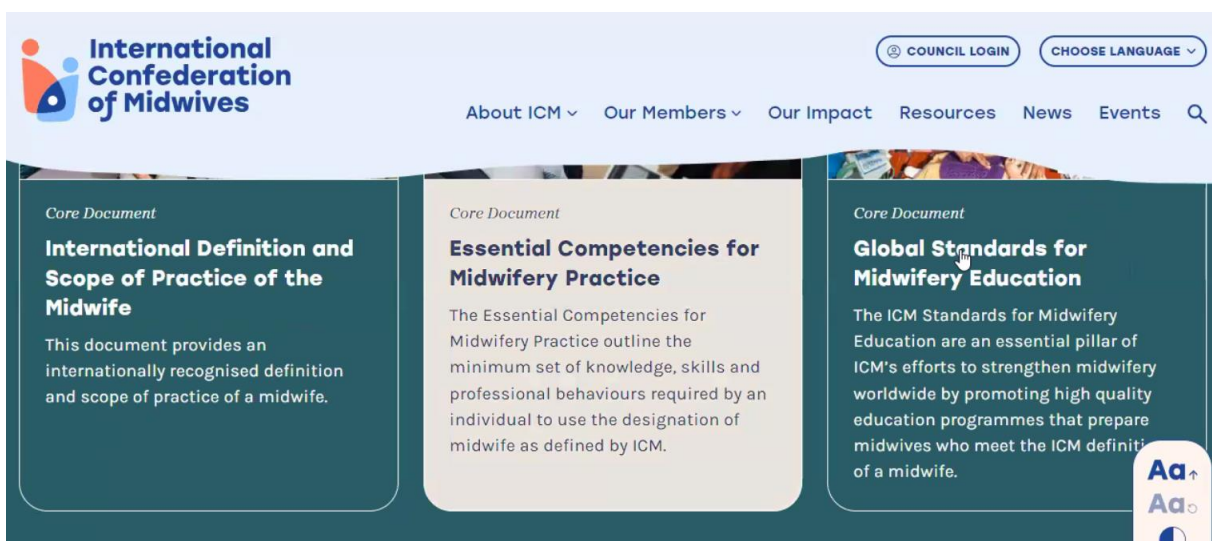 International
Confederation
of Midwives
COUNCIL LOGIN
CHOOSE LANGUAGE
About ICM
Our Members
Our Impact
Resources
News
Events
Core Document
International Definition and
Scope of Practice of the
Midwife
This document provides an
internationally recognised definition
and scope of practice of a midwife.
Core Document
Essential Competencies for
Midwifery Practice
The Essential Competencies for
Midwifery Practice outline the
minimum set of knowledge, skills and
professional behaviours required by an
individual to use the designation of
midwife as defined by ICM.
Core Document
Global Standards for
Midwifery Education
The ICM Standards for Midwifery
Education are an essential pillar of
ICM's efforts to strengthen midwifery
worldwide by promoting high quality
education programmes that prepare
midwives who meet the ICM
of a midwife.
Aa
Aa